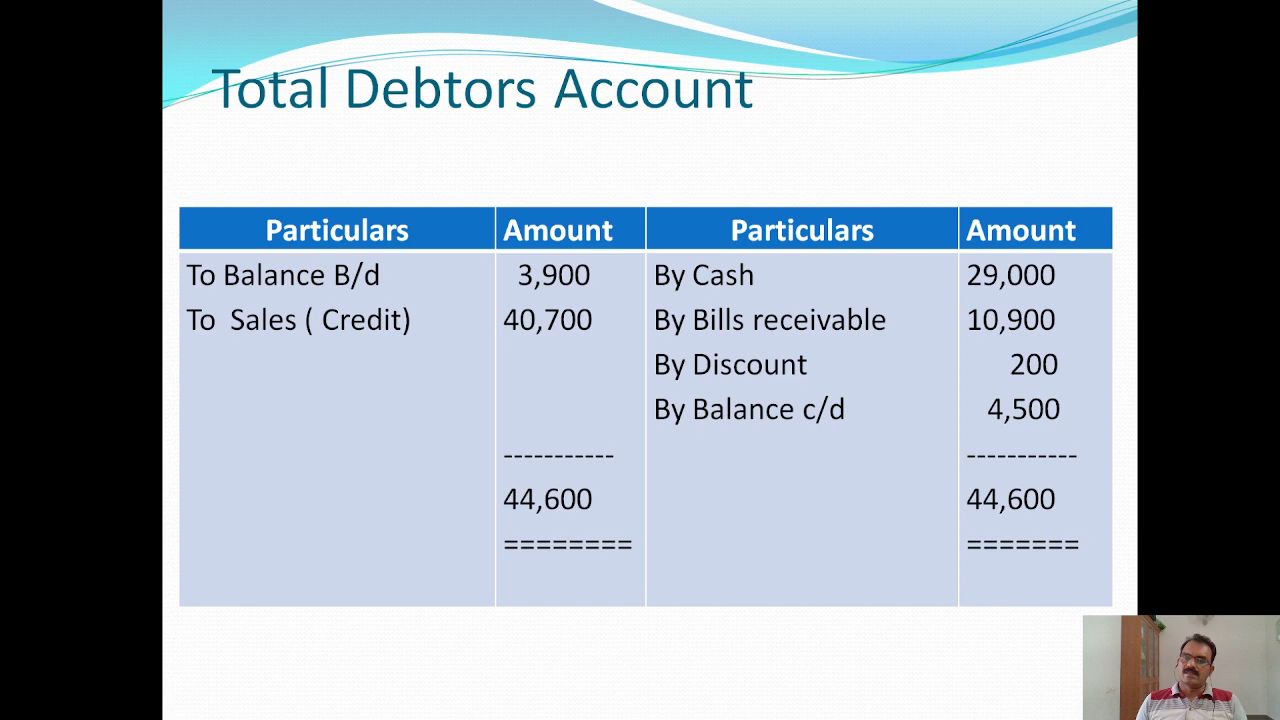 Total Debtors Account
Particulars Amount Particulars Amount
To Balance B/d 3,900 By Cash 29,000
To Sales ( Credit) 40,700 By Bills receivable 10,900
By Discount 200
By Balance c/d 4,500
----------- -----------
44,600 44,600
======== =======